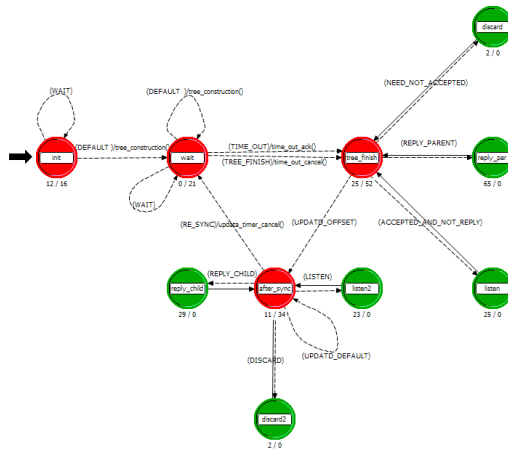 discard
2 / 0
(NEED_NOT_ACCEPTED)
(WAIT)
(DEFAULT )/tree_construction()
(DEFAULT )/tree_construction()
(TIME_OUT)/time_out_ack()
(REPLY_PARENT)
init
wait
tree_finish
reply_par
(TREE_FINISH)/time_out_cancel()
12 / 16
0 / 21
25 / 52
65 / 0
(WAIT)
(RE_SYNC)/update_timer_cancel()
(UPDATD_OFFSET)
(ACCEPTED_AND_NOT_REPLY)
(REPLY_CHILD)
(LISTEN)
reply_child
after_sync
listen2
listen
29 / 0
11 / 34
23 / 0
25 / 0
(DISCARD)
(UPDATD_DEFAULT)
discard2
2 / 0